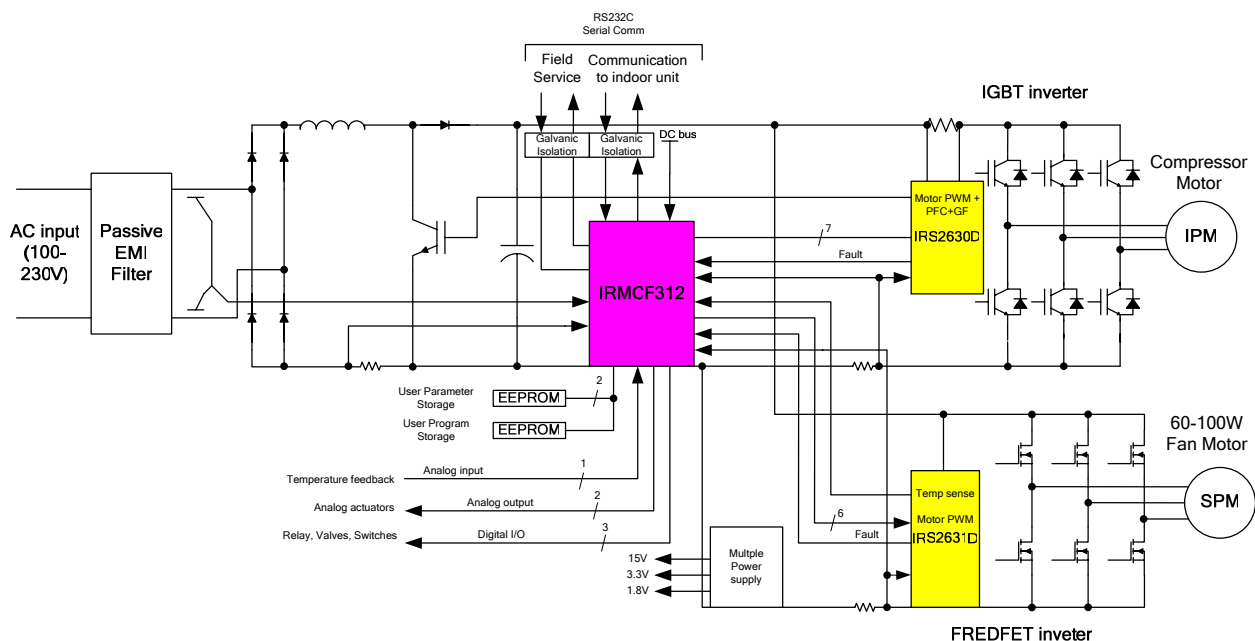 RS232C
Serial Comm
Field
Service
Communication
to indoor unit
IGBT inverter
Galvanic
Isolation
Galvanic
Isolation
DC bus
AC input
(100-
230V)
Passive
EMI
Filter
Motor PWM +
PFC+GF
IRS2630D
Compressor
Motor
IPM
7
Fault
IRMCF312
User Parameter
Storage
EEPROM
2
User Program
Storage
EEPROM
Temperature feedback
Analog input
1
Analog actuators
Analog output
2
Relay, Valves, Switches
Digital I/O
3
15V
3.3V
1.8V
Multple
Power
supply
Temp sense
6
Motor PWM
Fault
IRS2631D
60-100W
Fan Motor
SPM
FREDFET inveter